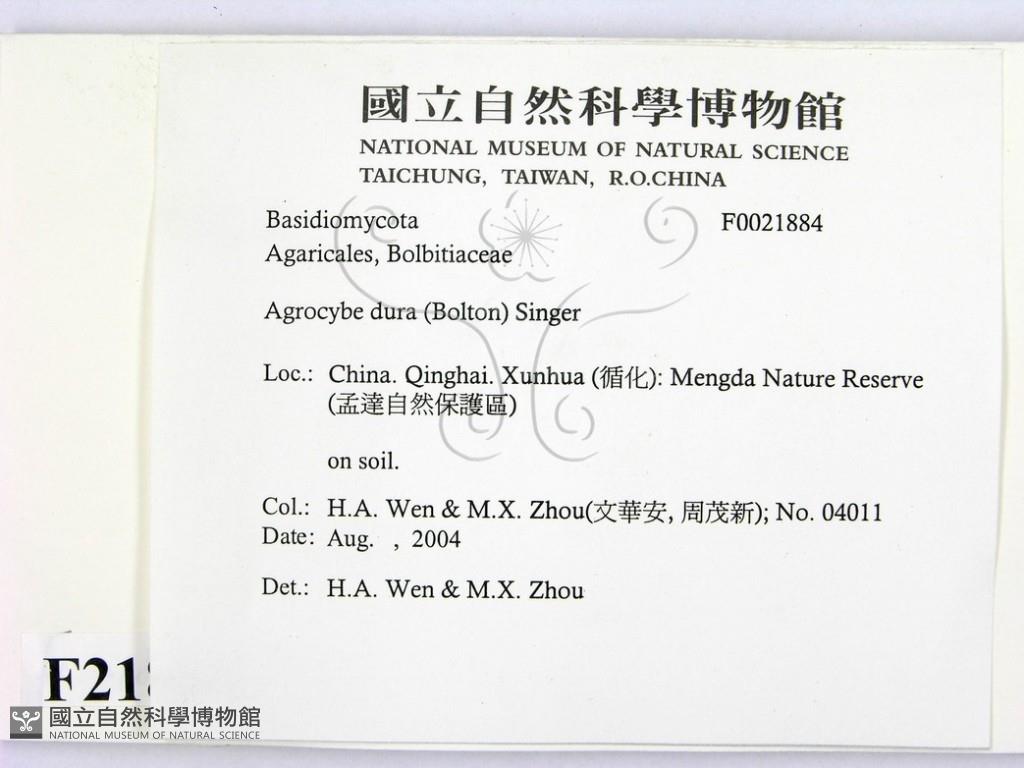 國立自然科學博物館
NATIONAL MUSEUM OF NATURAL SCIENCE
TAICHUNG, TAIWAN, R.O.CHINA
Basidiomycota F0021884
Agaricales, Bolbitiaceae
Agrocybe dura (Bolton) Singer
Loc.: China. Qinghai. Xunhua (循化): Mengda Nature Reserve
(孟達自然保護區)
on soil.
Col.: H.A. Wen & M.X. Zhou(文華安, 周茂新); No. 04011
Date: Aug. , 2004
Det.: H.A. Wen & M.X. Zhou
F218
國立自然科學博物館
NATIONAL MUSEUM OF NATURAL SCIENCE